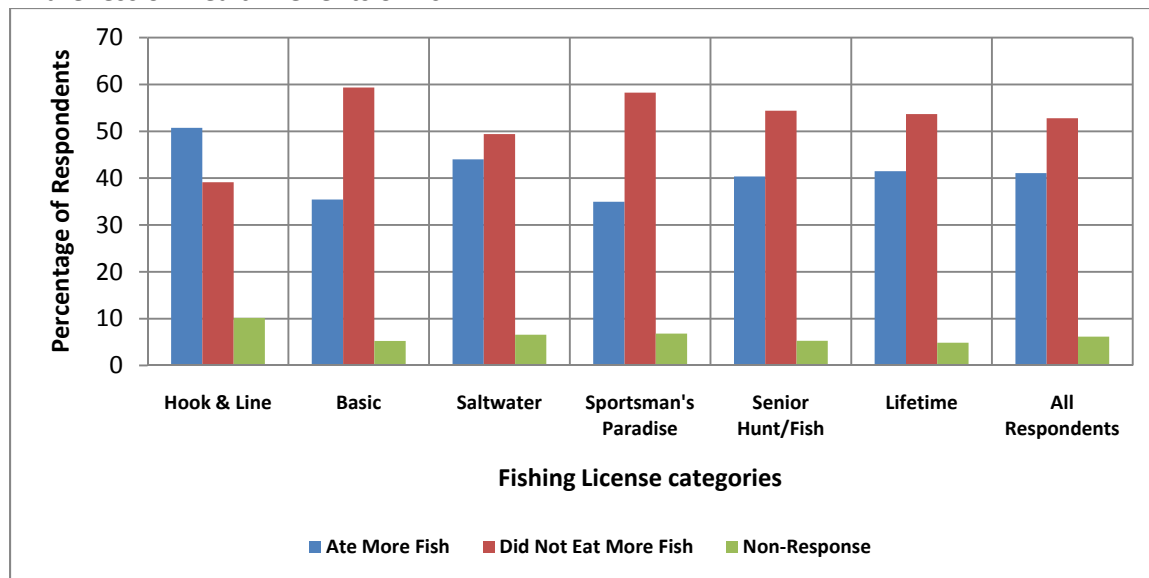 70
60
50
40
30
20
10
0
Percentage of Respondents
Hook & Line Basic Saltwater Sportsman's Senior Lifetime All
Paradise Hunt/Fish Respondents
Fishing License categories
Ate More Fish Did Not Eat More Fish Non-Response